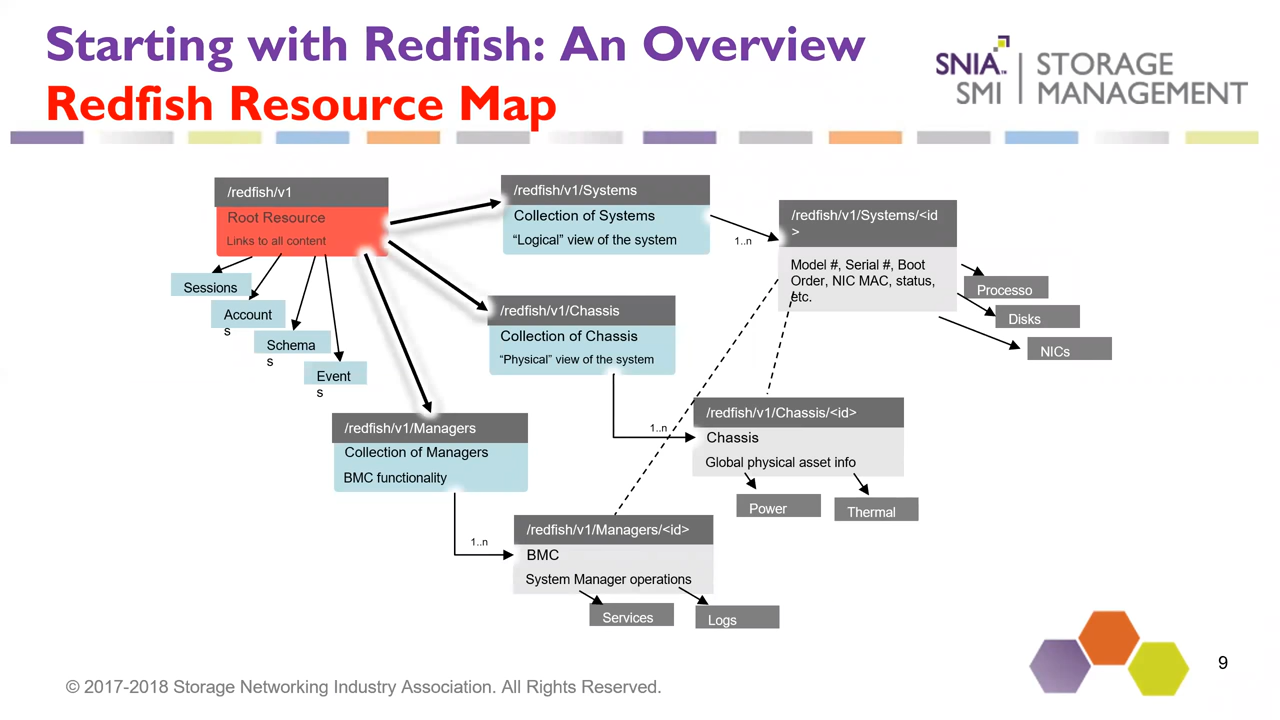 Starting with Redfish: An Overview
Redfish Resource Map
SNIA™
SMI
STORAGE
MANAGEMENT
/redfish/v1
Root Resource
Links to all content
Sessions
Account
s
Schema
s
Event
s
/redfish/v1/Systems
Collection of Systems
“Logical” view of the system
1..n
/redfish/v1/Systems/<id
>
Model #, Serial #, Boot
Order, NIC MAC, status,
etc.
Processo
Disks
NICs
/redfish/v1/Chassis
Collection of Chassis
“Physical” view of the system
1..n
/redfish/v1/Chassis/<id>
Chassis
Global physical asset info
Power
Thermal
/redfish/v1/Managers
Collection of Managers
BMC functionality
1..n
/redfish/v1/Managers/<id>
BMC
System Manager operations
Services
Logs
© 2017-2018 Storage Networking Industry Association. All Rights Reserved.
9